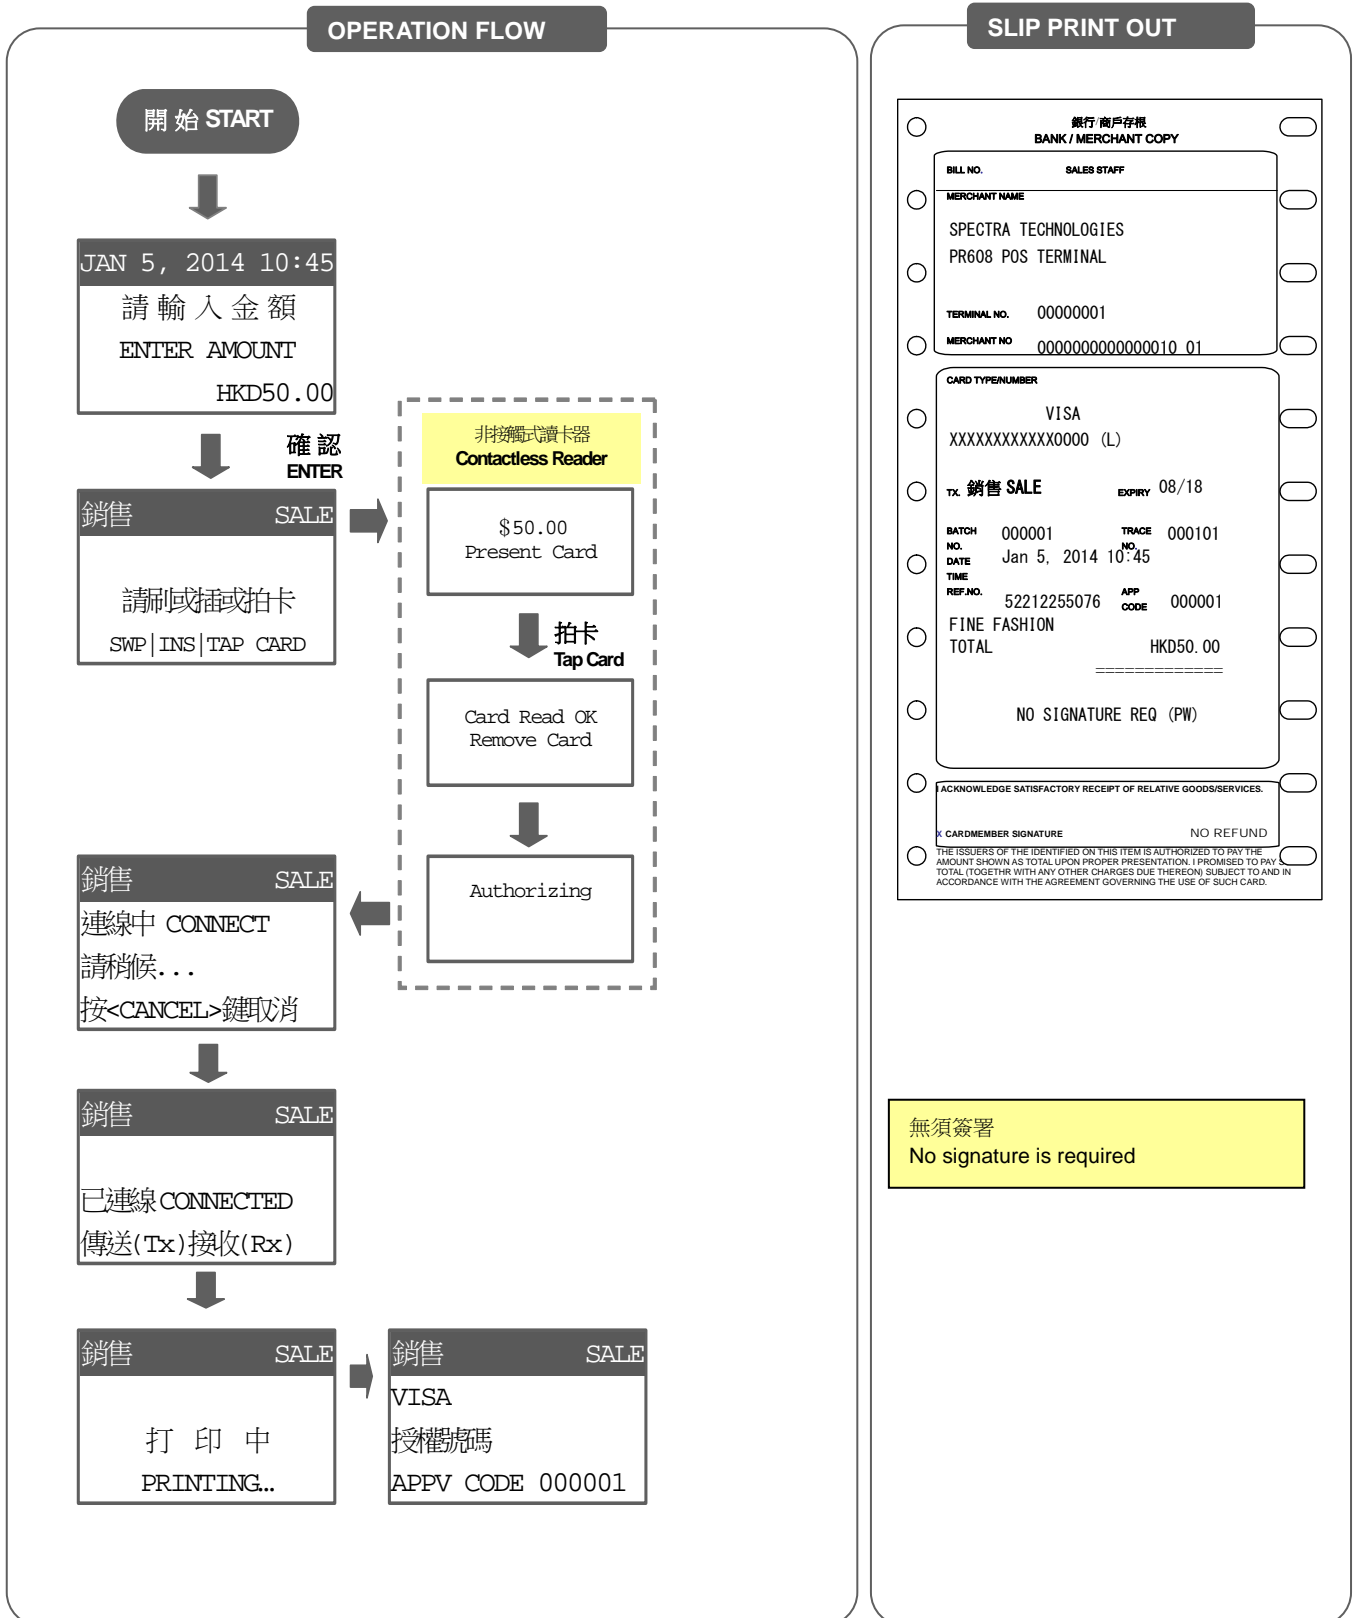 OPERATION FLOW
開 始 START
JAN 5, 2014 10:45
請 輸 入 金 額
ENTER AMOUNT
HKD50.00
確 認
ENTER
銷售 SALE
請刷或插或拍卡
SWP|INS|TAP CARD
非接觸式讀卡器
Contactless Reader
$50.00
Present Card
拍卡
Tap Card
Card Read OK
Remove Card
Authorizing
銷售 SALE
連線中 CONNECT
請稍候...
按<CANCEL>鍵取消
銷售 SALE
已連線 CONNECTED
傳送(Tx)接收(Rx)
銷售 SALE
打 印 中
PRINTING...
銷售 SALE
VISA
授權號碼
APPV CODE 000001
SLIP PRINT OUT
銀行/商戶存根
BANK / MERCHANT COPY
BILL NO. SALES STAFF
MERCHANT NAME
SPECTRA TECHNOLOGIES
PR608 POS TERMINAL
TERMINAL NO. 00000001
MERCHANT NO 0000000000000010 01
CARD TYPE/NUMBER
VISA
XXXXXXXXXXXX0000 (L)
TX. 銷售 SALE EXPIRY 08/18
BATCH NO. 000001 TRACE NO. 000101
DATE TIME Jan 5, 2014 10:45
REF.NO. 52212255076 APP CODE 000001
FINE FASHION
TOTAL HKD50.00
=============
NO SIGNATURE REQ (PW)
I ACKNOWLEDGE SATISFACTORY RECEIPT OF RELATIVE GOODS/SERVICES.
X CARDMEMBER SIGNATURE NO REFUND
THE ISSUERS OF THE IDENTIFIED ON THIS ITEM IS AUTHORIZED TO PAY THE
AMOUNT SHOWN AS TOTAL UPON PROPER PRESENTATION. I PROMISED TO PAY S
TOTAL (TOGETHR WITH ANY OTHER CHARGES DUE THEREON) SUBJECT TO AND IN
ACCORDANCE WITH THE AGREEMENT GOVERNING THE USE OF SUCH CARD.
無須簽署
No signature is required